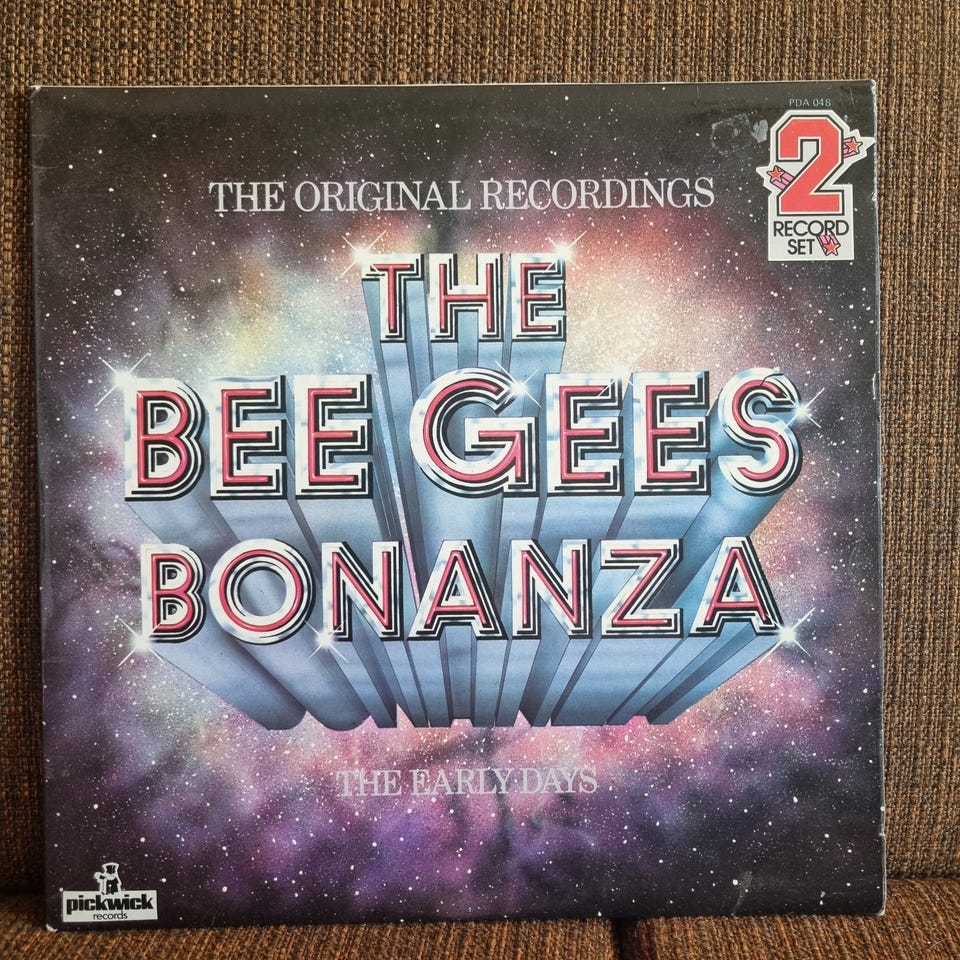 PDA 048
2
RECORD
SET
THE ORIGINAL RECORDINGS
THE
BEE GEES
BONANZA
THE EARLY DAYS
pickwick
records